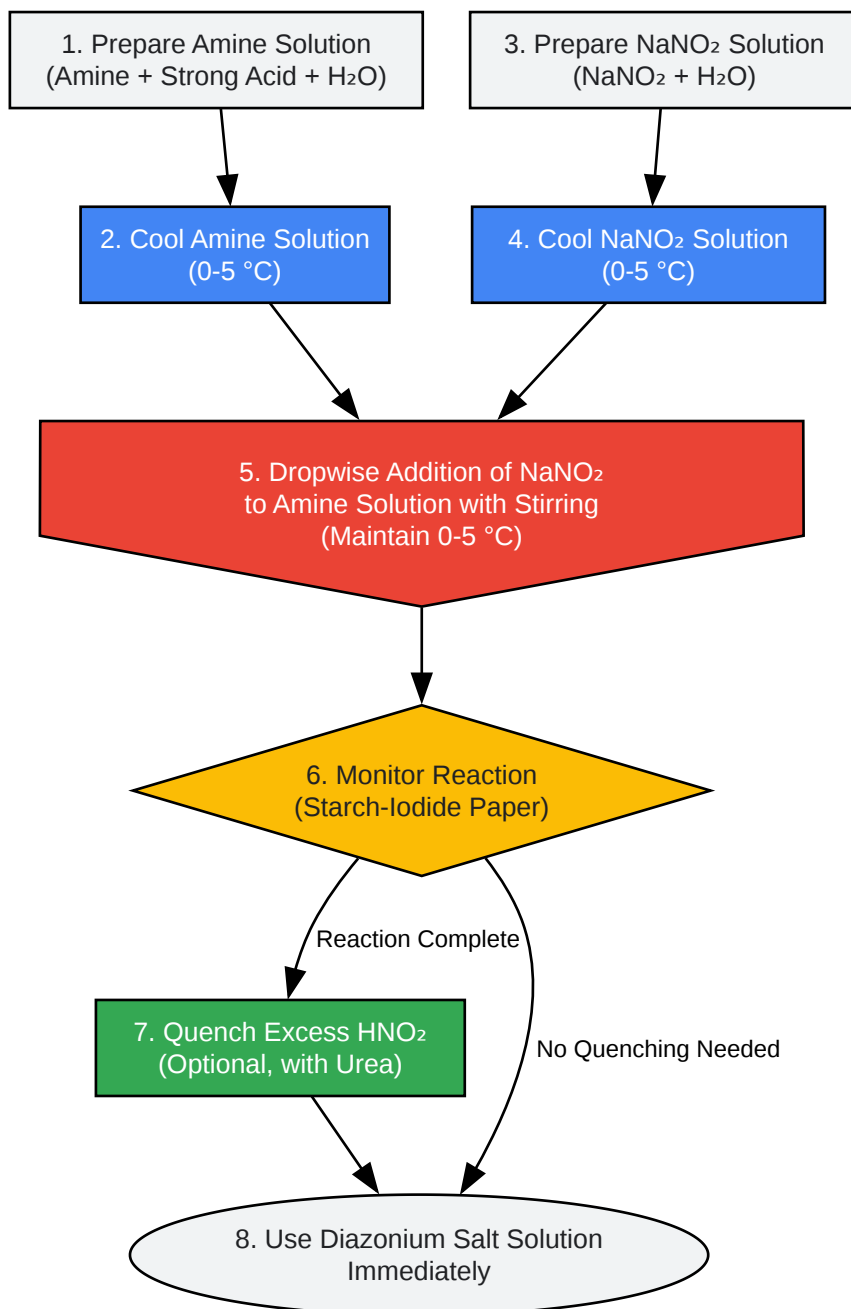 1. Prepare Amine Solution
(Amine + Strong Acid + H₂O)
3. Prepare NaNO₂ Solution
(NaNO₂ + H₂O)
2. Cool Amine Solution
(0-5 °C)
4. Cool NaNO₂ Solution
(0-5 °C)
5. Dropwise Addition of NaNO₂
to Amine Solution with Stirring
(Maintain 0-5 °C)
6. Monitor Reaction
(Starch-Iodide Paper)
Reaction Complete
7. Quench Excess HNO₂
(Optional, with Urea)
No Quenching Needed
8. Use Diazonium Salt Solution
Immediately